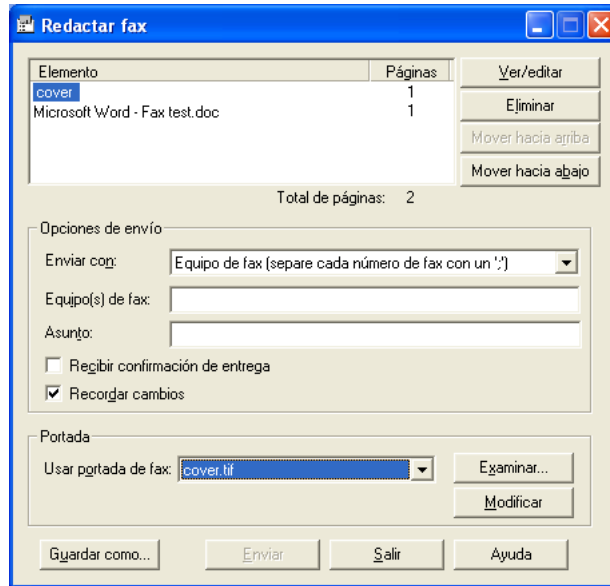 Redactar fax
Elemento Páginas
cover 1
Microsoft Word - Fax test.doc 1
Ver/editar
Eliminar
Mover hacia arriba
Mover hacia abajo
Total de páginas: 2
Opciones de envío
Enviar con: Equipo de fax (separe cada número de fax con un ';')
Equipo(s) de fax:
Asunto:
Recibir confirmación de entrega
Recordar cambios
Portada
Usar portada de fax: cover.tif Examinar...
Modificar
Guardar como... Enviar Salir Ayuda